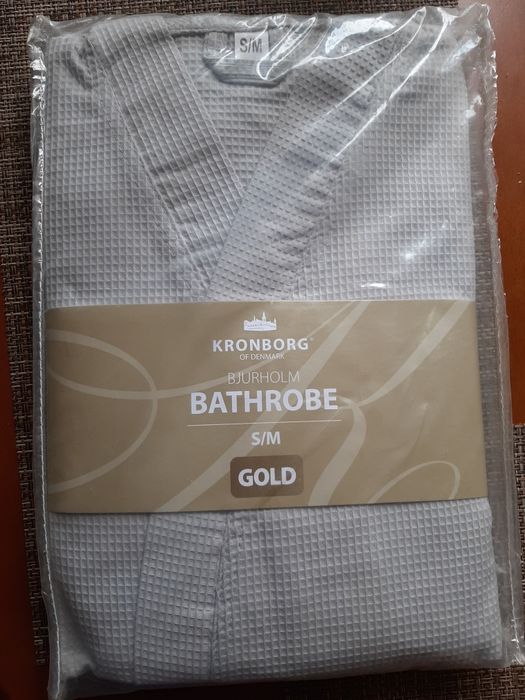 S/M
KRONBORG®
OF DENMARK
BJURHOLM
BATHROBE
S/M
GOLD